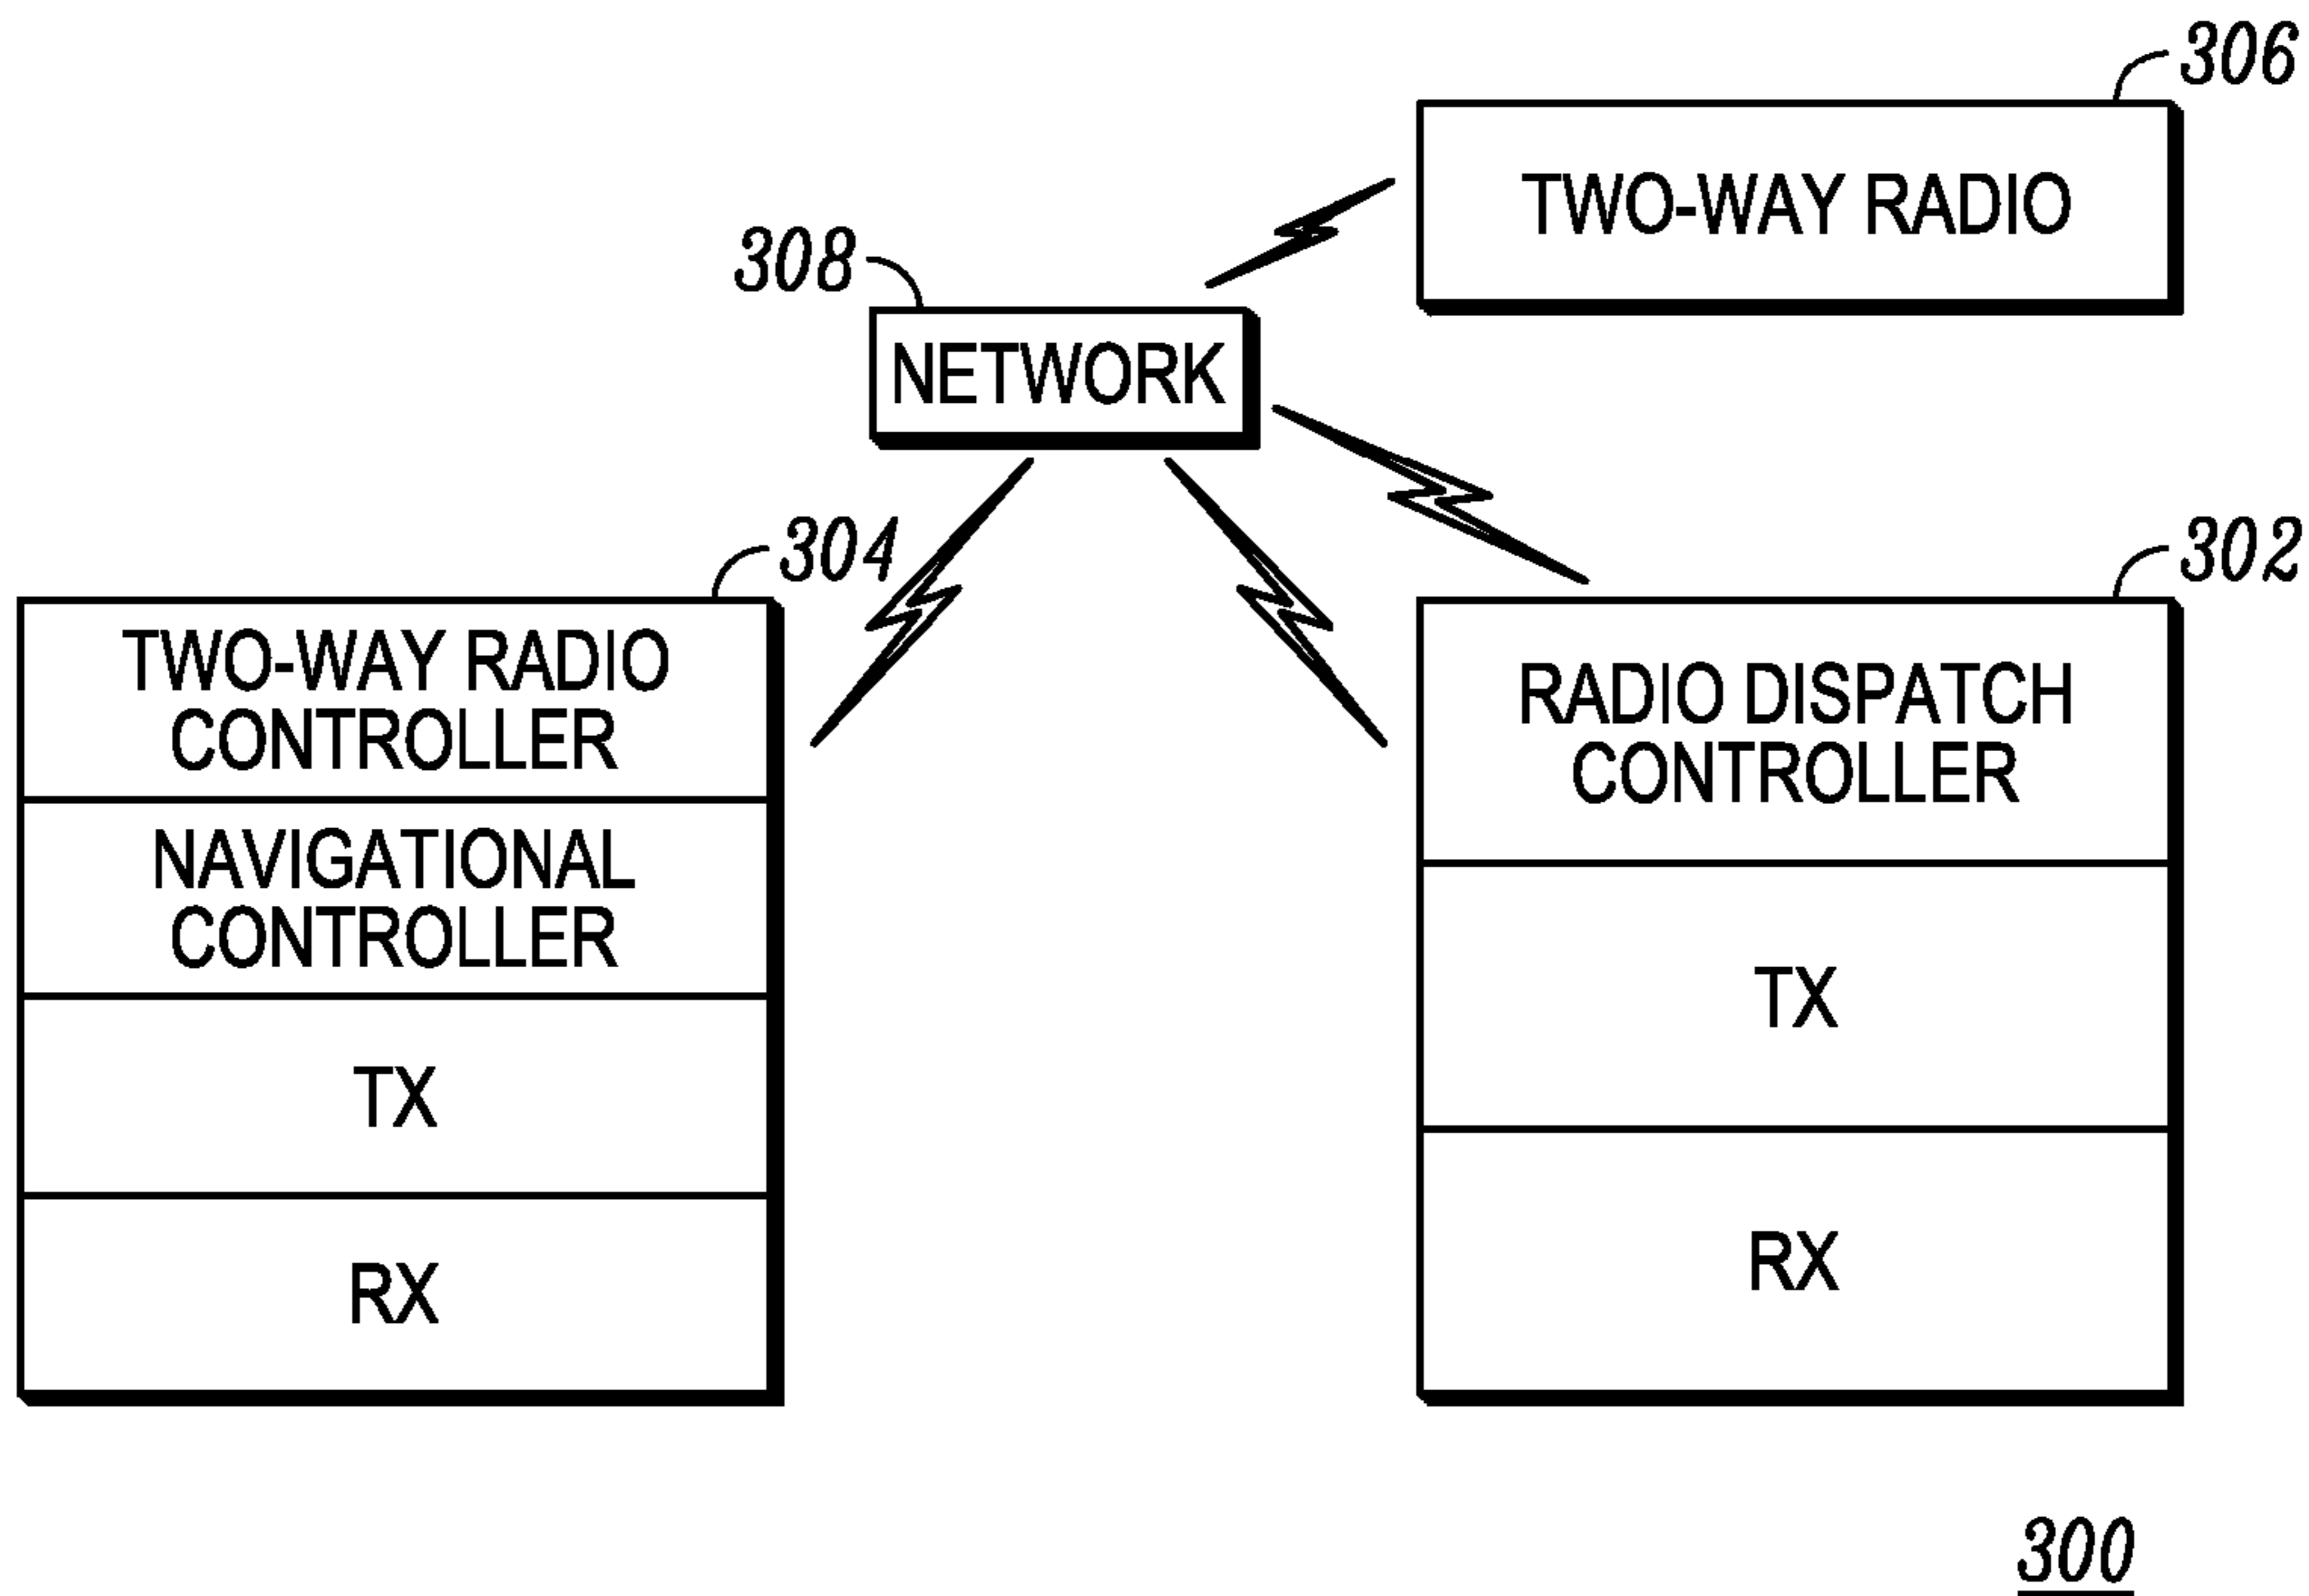 306
TWO-WAY RADIO
308
NETWORK
304
TWO-WAY RADIO
CONTROLLER
NAVIGATIONAL
CONTROLLER
TX
RX
302
RADIO DISPATCH
CONTROLLER
TX
RX
300